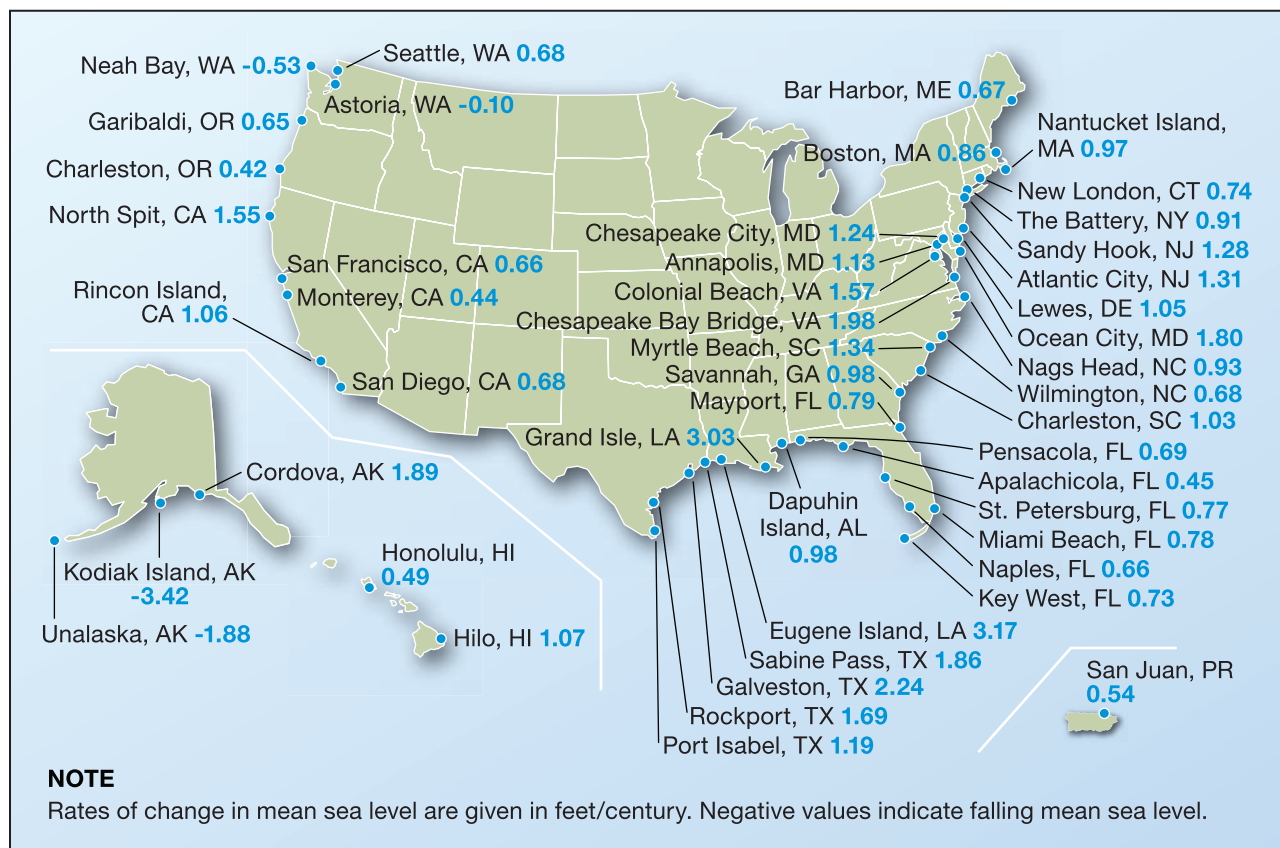 Neah Bay, WA -0.53
Seattle, WA 0.68
Astoria, WA -0.10
Garibaldi, OR 0.65
Charleston, OR 0.42
North Spit, CA 1.55
San Francisco, CA 0.66
Monterey, CA 0.44
Rincon Island,
CA 1.06
San Diego, CA 0.68
Bar Harbor, ME 0.67
Nantucket Island,
MA 0.97
Boston, MA 0.86
New London, CT 0.74
The Battery, NY 0.91
Sandy Hook, NJ 1.28
Atlantic City, NJ 1.31
Lewes, DE 1.05
Ocean City, MD 1.80
Nags Head, NC 0.93
Wilmington, NC 0.68
Charleston, SC 1.03
Chesapeake City, MD 1.24
Annapolis, MD 1.13
Colonial Beach, VA 1.57
Chesapeake Bay Bridge, VA 1.98
Myrtle Beach, SC 1.34
Savannah, GA 0.98
Mayport, FL 0.79
Grand Isle, LA 3.03
Dapuhin
Island, AL
0.98
Pensacola, FL 0.69
Apalachicola, FL 0.45
St. Petersburg, FL 0.77
Miami Beach, FL 0.78
Naples, FL 0.66
Key West, FL 0.73
Eugene Island, LA 3.17
Sabine Pass, TX 1.86
Galveston, TX 2.24
Rockport, TX 1.69
Port Isabel, TX 1.19
Cordova, AK 1.89
Kodiak Island, AK
-3.42
Unalaska, AK -1.88
Honolulu, HI
0.49
Hilo, HI 1.07
San Juan, PR
0.54
NOTE
Rates of change in mean sea level are given in feet/century. Negative values indicate falling mean sea level.